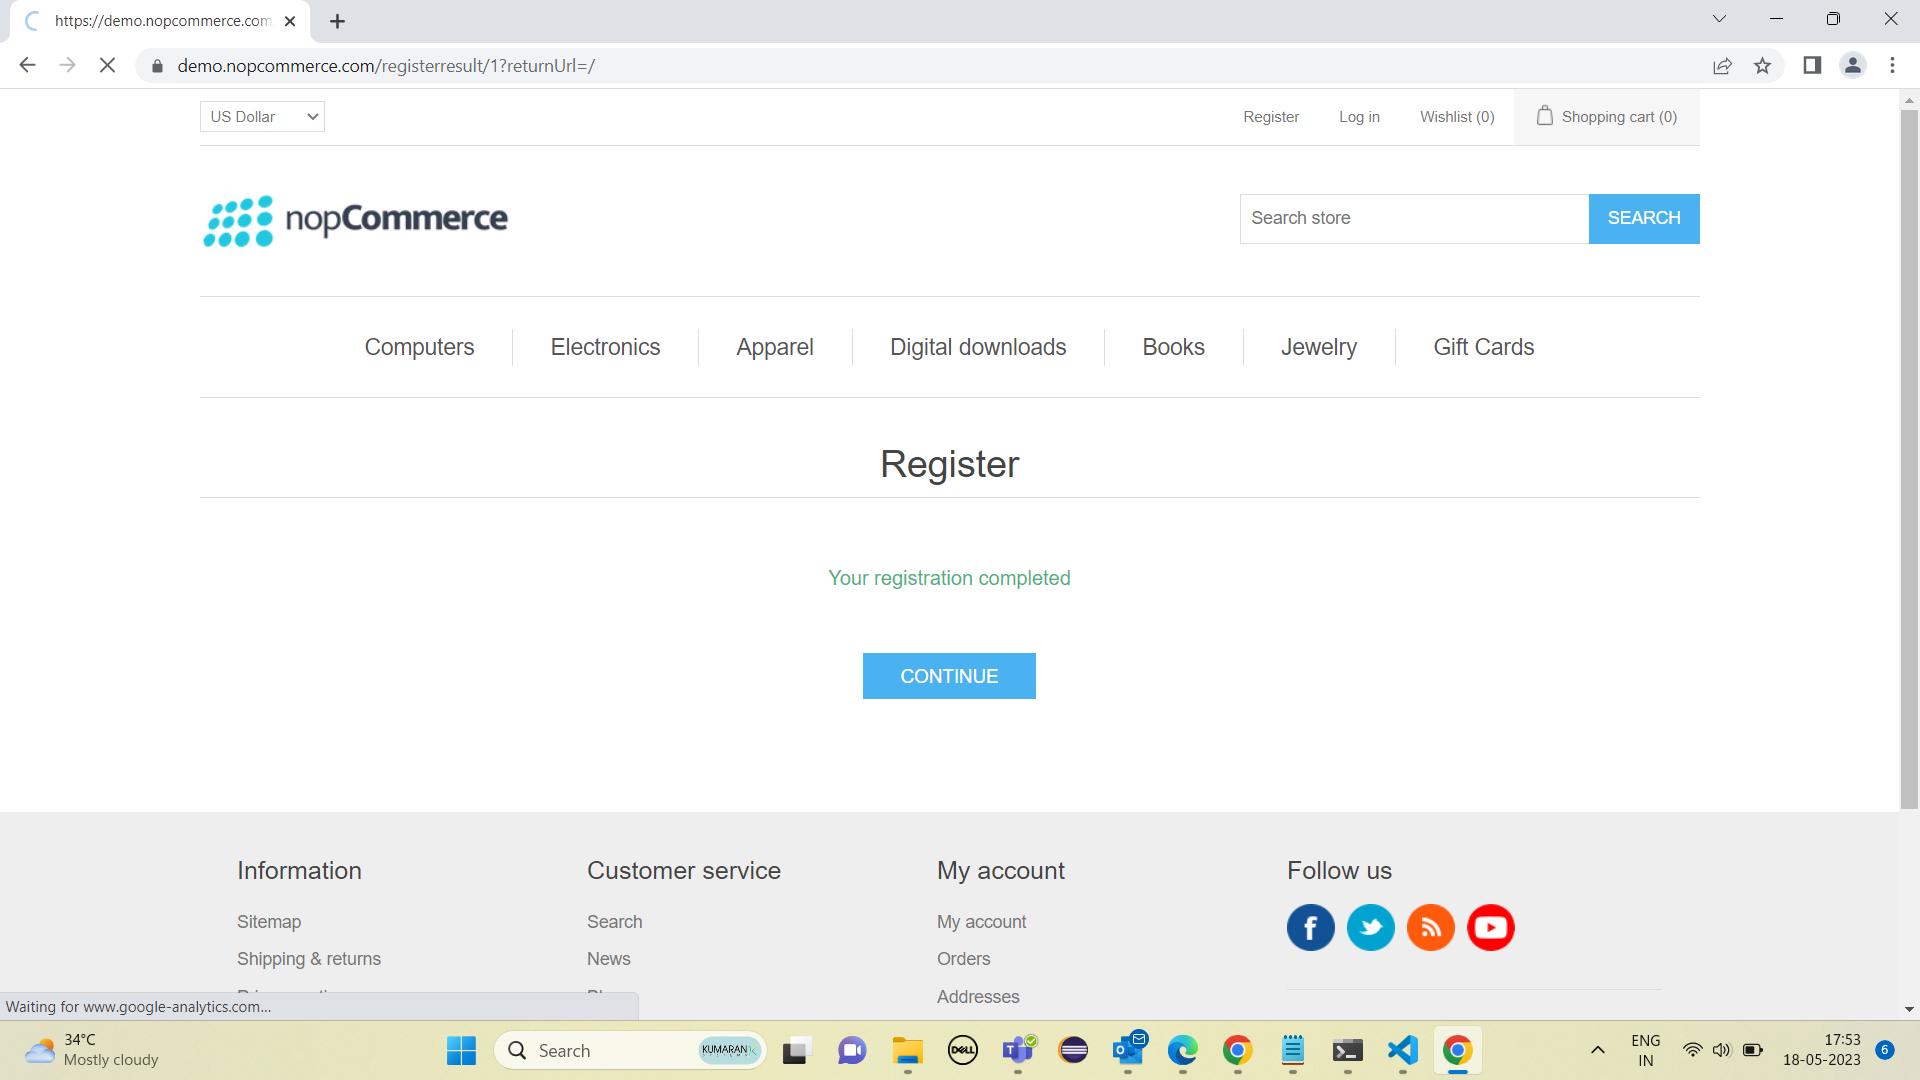 https://demo.nopcommerce.com
demo.nopcommerce.com/registerresult/1?returnUrl=/
US Dollar
Register
Log in
Wishlist (0)
Shopping cart (0)
nopCommerce
Search store
SEARCH
Computers
Electronics
Apparel
Digital downloads
Books
Jewelry
Gift Cards
Register
Your registration completed
CONTINUE
Information
Customer service
My account
Follow us
Sitemap
Search
My account
Shipping & returns
News
Orders
Addresses
Waiting for www.google-analytics.com...
34°C
Mostly cloudy
Search
KUMARAN
DELL
ENG
IN
17:53
18-05-2023
6